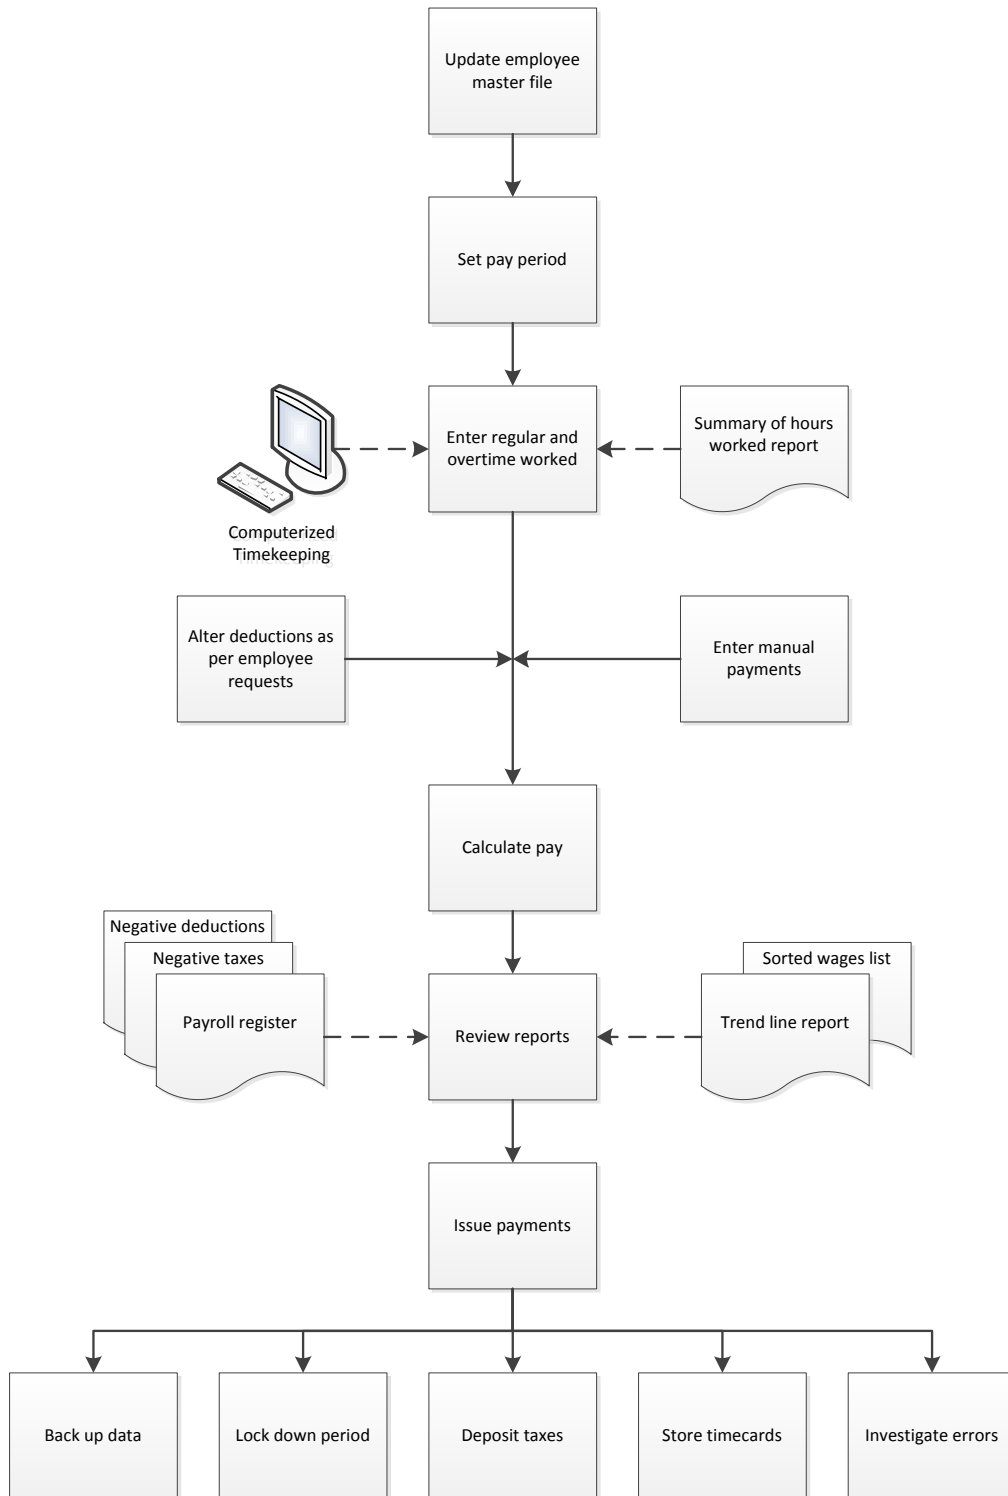 Update employee
master file
Set pay period
Enter regular and
overtime worked
Summary of hours
worked report
Computerized
Timekeeping
Alter deductions as
per employee
requests
Enter manual
payments
Calculate pay
Negative deductions
Negative taxes
Payroll register
Review reports
Sorted wages list
Trend line report
Issue payments
Back up data
Lock down period
Deposit taxes
Store timecards
Investigate errors